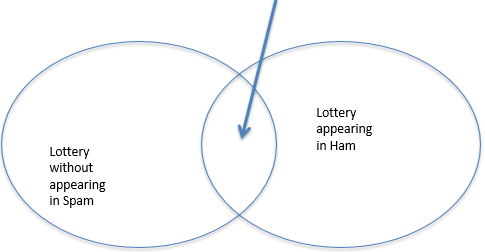 Lottery
without
appearing
in Spam
Lottery
appearing
in Ham